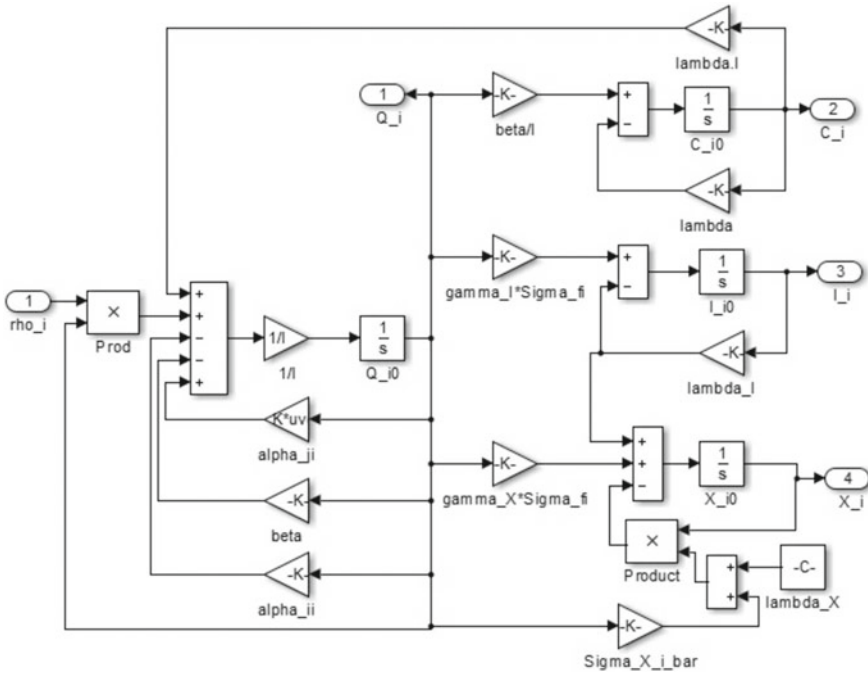 -K-
lambda.l
1
Q_i
-K-
beta/l
+
−
1
s
C_i0
2
C_i
-K-
lambda
1
rho_i
×
Prod
+
+
−
−
+
1/l
1/l
1
s
Q_i0
-K-
gamma_I*Sigma_fi
+
−
1
s
I_i0
3
I_i
-K-
lambda_I
K*uv
alpha_ji
-K-
beta
-K-
alpha_ii
-K-
gamma_X*Sigma_fi
+
+
−
1
s
X_i0
4
X_i
×
Product
+
+
-C-
lambda_X
-K-
Sigma_X_i_bar